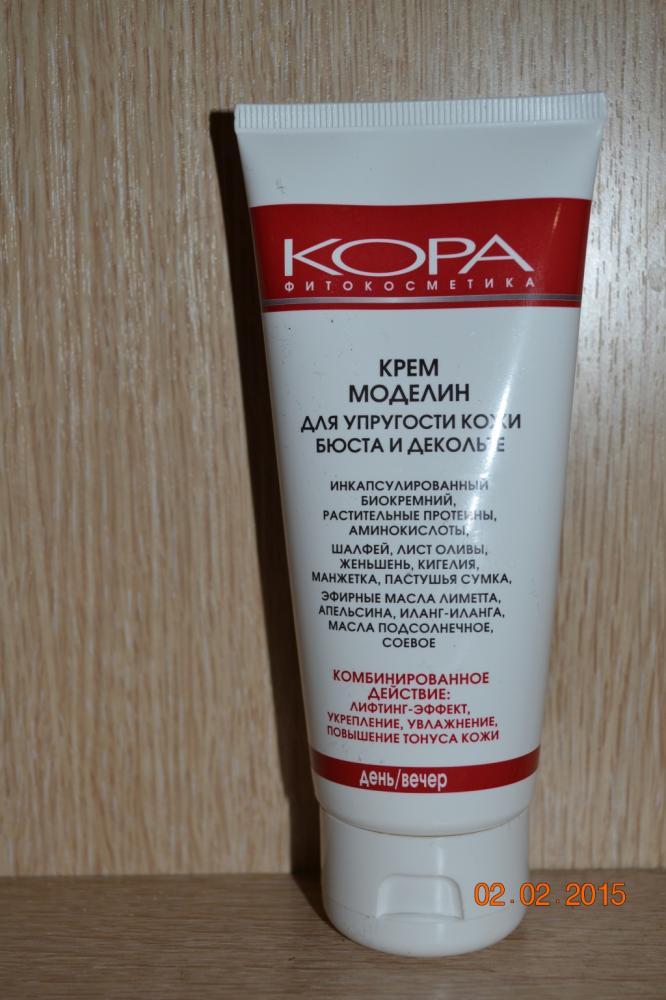 КОРА
ФИТОКОСМЕТИКА
КРЕМ
МОДЕЛИН
ДЛЯ УПРУГОСТИ КОЖИ
БЮСТА И ДЕКОЛЬТЕ
ИНКАПСУЛИРОВАННЫЙ
БИОКРЕМНИЙ,
РАСТИТЕЛЬНЫЕ ПРОТЕИНЫ,
АМИНОКИСЛОТЫ,
ШАЛФЕЙ, ЛИСТ ОЛИВЫ,
ЖЕНЬШЕНЬ, КИГЕЛИЯ,
МАНЖЕТКА, ПАСТУШЬЯ СУМКА,
ЭФИРНЫЕ МАСЛА ЛИМЕТТА,
АПЕЛЬСИНА, ИЛАНГ-ИЛАНГА,
МАСЛА ПОДСОЛНЕЧНОЕ,
СОЕВОЕ
КОМБИНИРОВАННОЕ
ДЕЙСТВИЕ:
ЛИФТИНГ-ЭФФЕКТ,
УКРЕПЛЕНИЕ, УВЛАЖНЕНИЕ,
ПОВЫШЕНИЕ ТОНУСА КОЖИ
день/вечер
02.02.2015